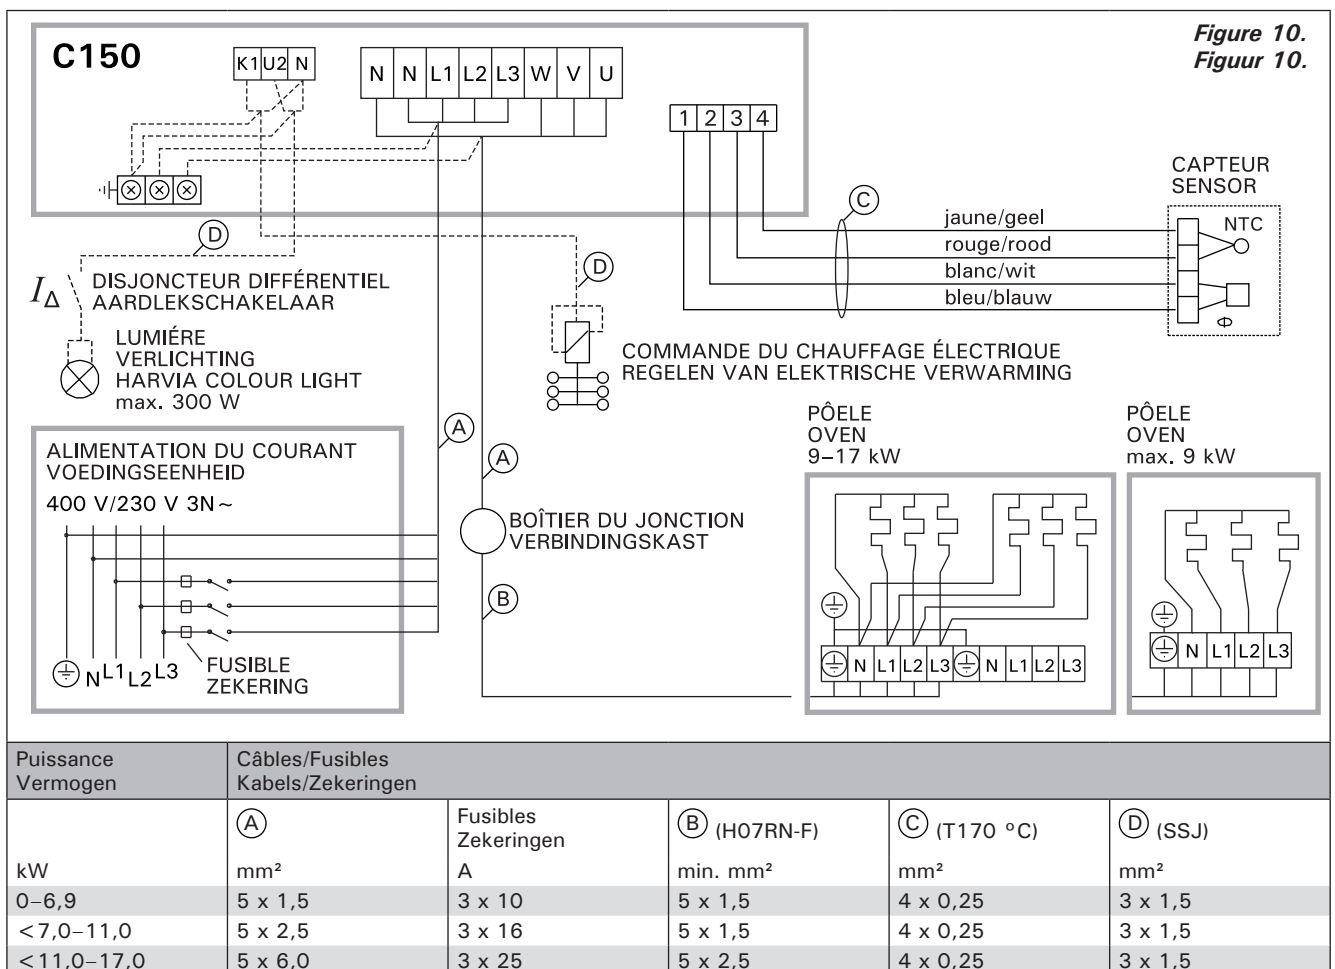 Figure 10.
Figuur 10.
C150
K1 U2 N
N N L1 L2 L3 W V U
1 2 3 4
CAPTEUR
SENSOR
C
jaune/geel
rouge/rood
blanc/wit
bleu/blauw
NTC
D
D
I∆
DISJONCTEUR DIFFÉRENTIEL
AARDLEKSCHAKELAAR
LUMIÉRE
VERLICHTING
HARVIA COLOUR LIGHT
max. 300 W
COMMANDE DU CHAUFFAGE ÉLECTRIQUE
REGELEN VAN ELEKTRISCHE VERWARMING
A
A
ALIMENTATION DU COURANT
VOEDINGSEENHEID
400 V/230 V 3N~
BOÎTIER DU JONCTION
VERBINDINGSKAST
B
N L1 L2 L3
FUSIBLE
ZEKERING
PÔELE
OVEN
9–17 kW
N L1 L2 L3 N L1 L2 L3
PÔELE
OVEN
max. 9 kW
N L1 L2 L3
Puissance
Vermogen
Câbles/Fusibles
Kabels/Zekeringen
A
Fusibles
Zekeringen
B (H07RN-F)
C (T170 °C)
D (SSJ)
kW mm² A min. mm² mm² mm²
0–6,9 5 x 1,5 3 x 10 5 x 1,5 4 x 0,25 3 x 1,5
<7,0–11,0 5 x 2,5 3 x 16 5 x 1,5 4 x 0,25 3 x 1,5
<11,0–17,0 5 x 6,0 3 x 25 5 x 2,5 4 x 0,25 3 x 1,5